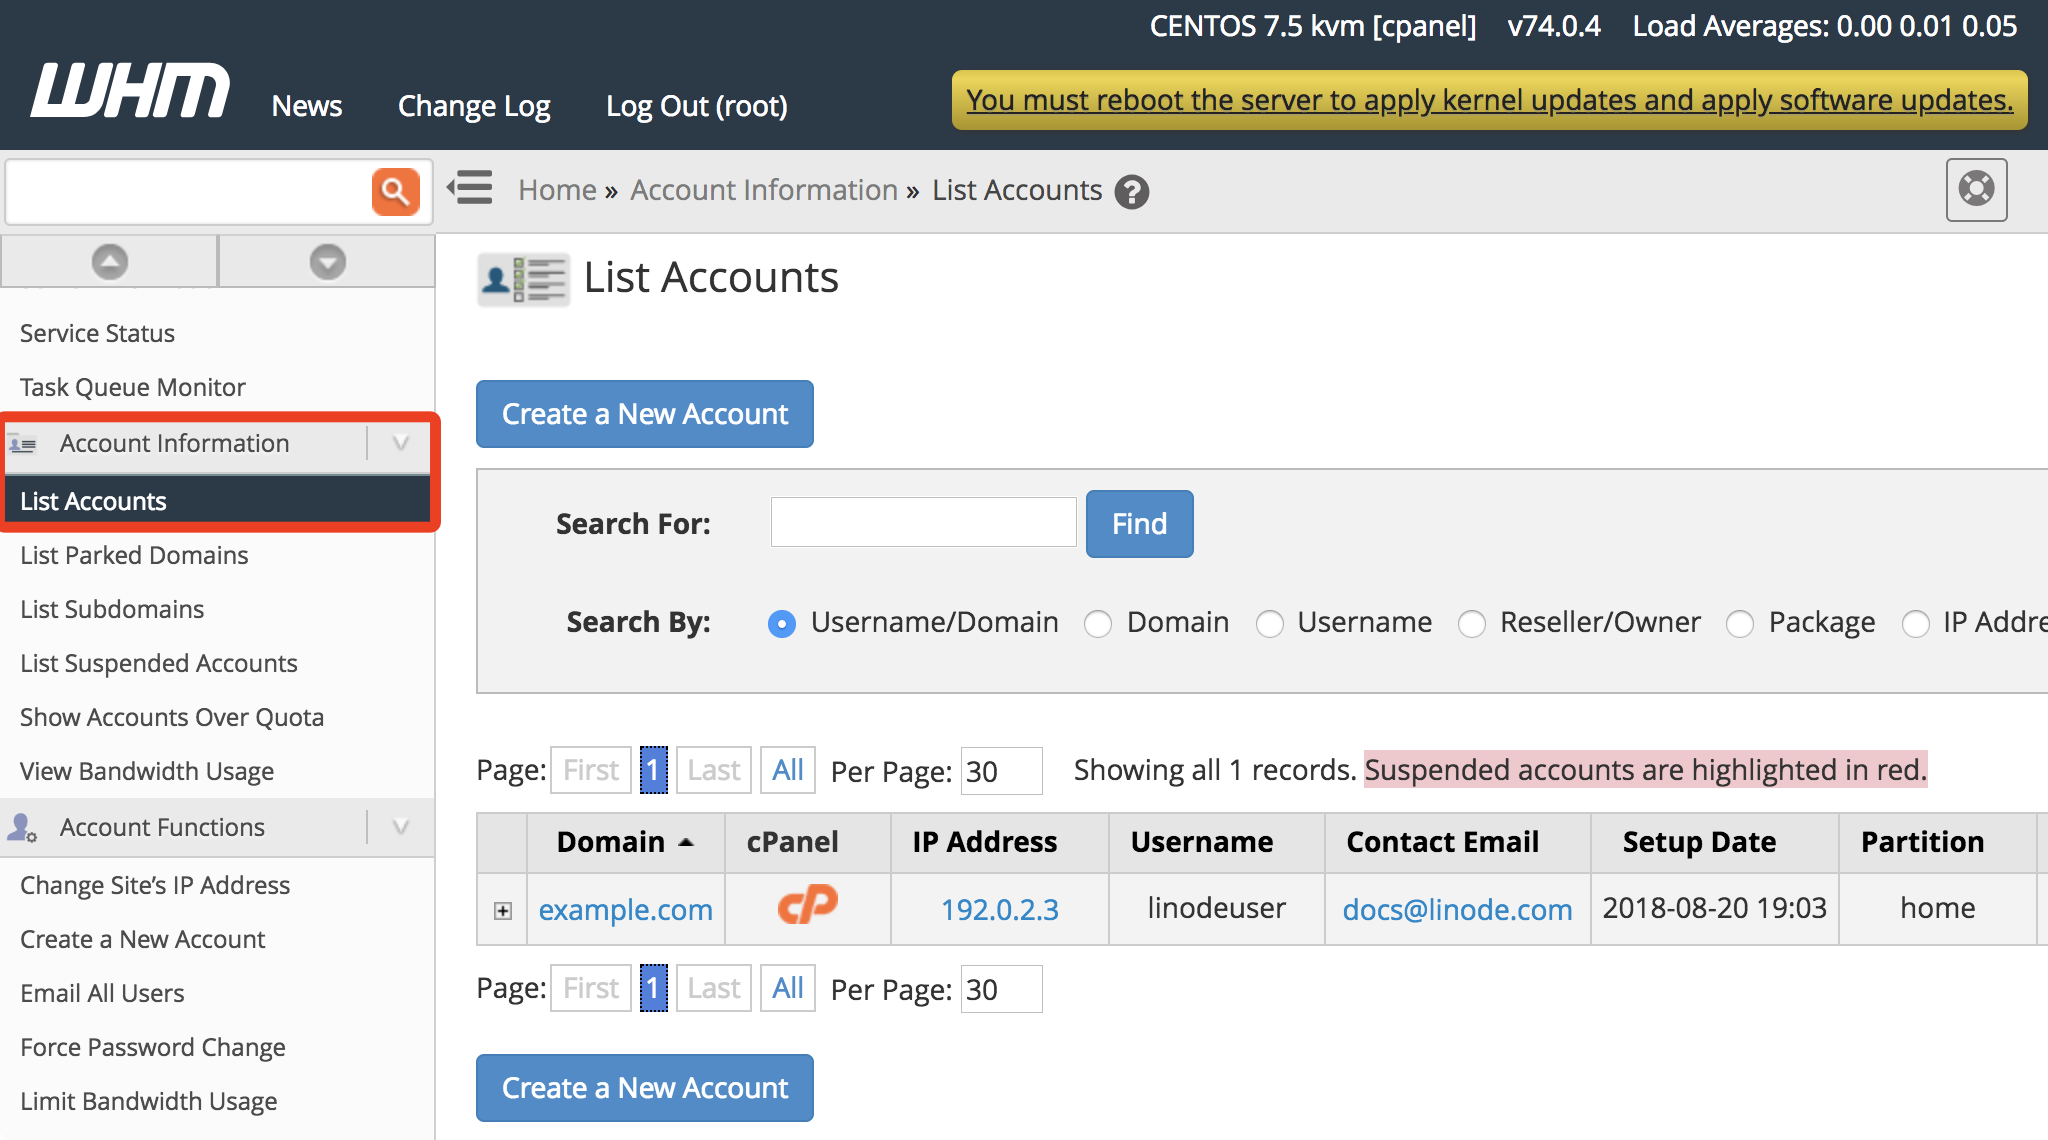 CENTOS 7.5 kvm [cpanel] v74.0.4 Load Averages: 0.00 0.01 0.05
WHM News Change Log Log Out (root) You must reboot the server to apply kernel updates and apply software updates.
Home » Account Information » List Accounts ?
Service Status
Task Queue Monitor
Account Information
List Accounts
List Parked Domains
List Subdomains
List Suspended Accounts
Show Accounts Over Quota
View Bandwidth Usage
Account Functions
Change Site’s IP Address
Create a New Account
Email All Users
Force Password Change
Limit Bandwidth Usage
List Accounts
Create a New Account
Search For: Find
Search By: Username/Domain Domain Username Reseller/Owner Package IP Addre
Page: First 1 Last All Per Page: 30 Showing all 1 records. Suspended accounts are highlighted in red.
Domain cPanel IP Address Username Contact Email Setup Date Partition
example.com cP 192.0.2.3 linodeuser docs@linode.com 2018-08-20 19:03 home
Page: First 1 Last All Per Page: 30
Create a New Account